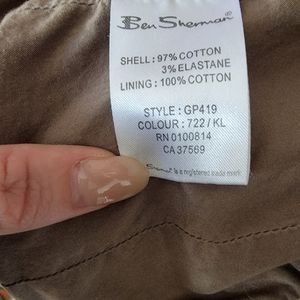 Ben Sherman®
SHELL: 97% COTTON
3% ELASTANE
LINING: 100% COTTON
STYLE: GP419
COLOUR: 722/KL
RN 0100814
CA 37569
Sherman® is a registered trade mark